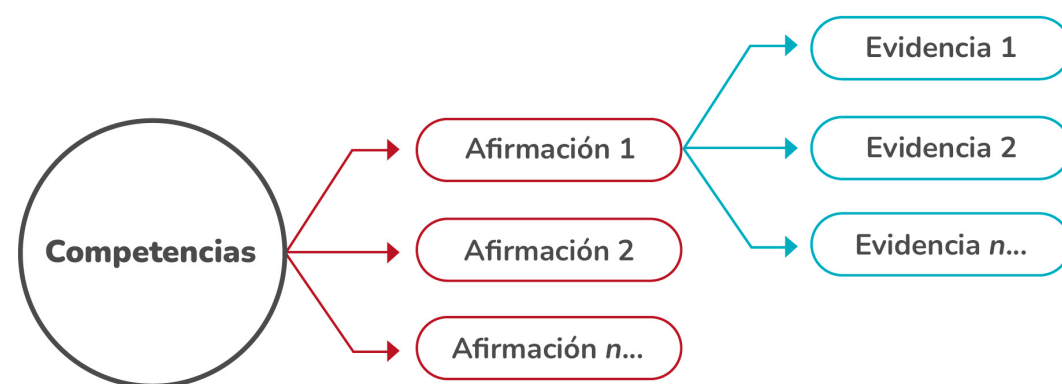 Competencias
Afirmación 1
Afirmación 2
Afirmación n...
Evidencia 1
Evidencia 2
Evidencia n...